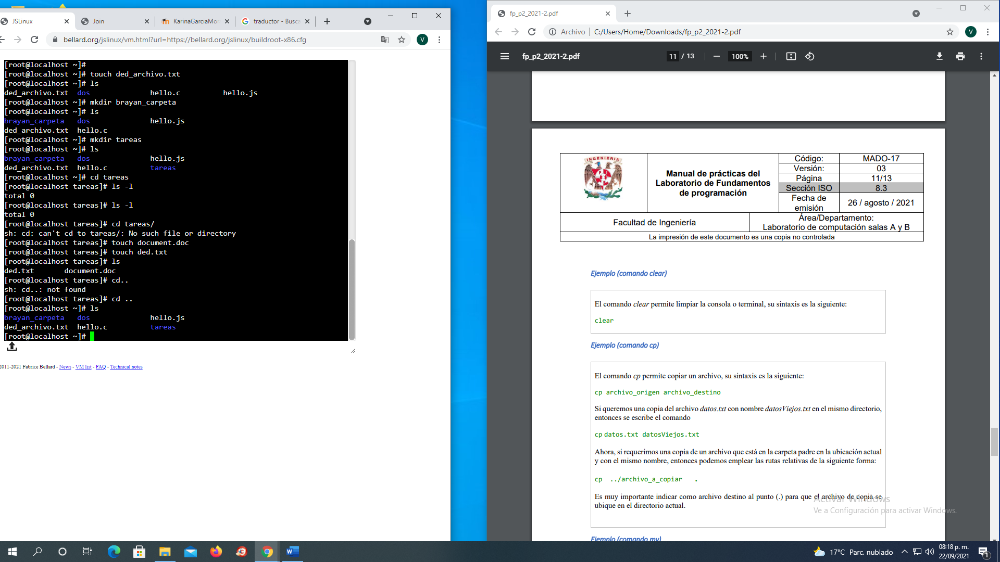 JSLinux
Join
KarinaGarciaMor
traductor - Busca
bellard.org/jslinux/vm.html?url=https://bellard.org/jslinux/buildroot-x86.cfg
V
[root@localhost ~]#
[root@localhost ~]# touch ded_archivo.txt
[root@localhost ~]# ls
ded_archivo.txt dos hello.c hello.js
[root@localhost ~]# mkdir brayan_carpeta
[root@localhost ~]# ls
brayan_carpeta dos hello.js
ded_archivo.txt hello.c
[root@localhost ~]# mkdir tareas
[root@localhost ~]# ls
brayan_carpeta dos hello.js
ded_archivo.txt hello.c tareas
[root@localhost ~]# cd tareas
[root@localhost tareas]# ls -l
total 0
[root@localhost tareas]# ls -l
total 0
[root@localhost tareas]# cd tareas/
sh: cd: can't cd to tareas/: No such file or directory
[root@localhost tareas]# touch document.doc
[root@localhost tareas]# touch ded.txt
[root@localhost tareas]# ls
ded.txt document.doc
[root@localhost tareas]# cd..
sh: cd..: not found
[root@localhost tareas]# cd ..
[root@localhost ~]# ls
brayan_carpeta dos hello.js
ded_archivo.txt hello.c tareas
[root@localhost ~]#
2011-2021 Fabrice Bellard - News - VM list - FAQ - Technical notes
fp_p2_2021-2.pdf
Archivo C:/Users/Home/Downloads/fp_p2_2021-2.pdf
V
fp_p2_2021-2.pdf
11 / 13
100%
INGENIERIA
Manual de prácticas del
Laboratorio de Fundamentos
de programación
Código: MADO-17
Versión: 03
Página 11/13
Sección ISO 8.3
Fecha de
emisión
26 / agosto / 2021
Facultad de Ingeniería
Área/Departamento:
Laboratorio de computación salas A y B
La impresión de este documento es una copia no controlada
Ejemplo (comando clear)
El comando clear permite limpiar la consola o terminal, su sintaxis es la siguiente:
clear
Ejemplo (comando cp)
El comando cp permite copiar un archivo, su sintaxis es la siguiente:
cp archivo_origen archivo_destino
Si queremos una copia del archivo datos.txt con nombre datosViejos.txt en el mismo directorio,
entonces se escribe el comando
cp datos.txt datosViejos.txt
Ahora, si requerimos una copia de un archivo que está en la carpeta padre en la ubicación actual
y con el mismo nombre, entonces podemos emplear las rutas relativas de la siguiente forma:
cp ../archivo_a_copiar .
Es muy importante indicar como archivo destino al punto (.) para que el archivo de copia se
ubique en el directorio actual.
Ejemplo (comando mv)
Activar Windows
Ve a Configuración para activar Windows.
17°C Parc. nublado
08:18 p. m.
22/09/2021
1